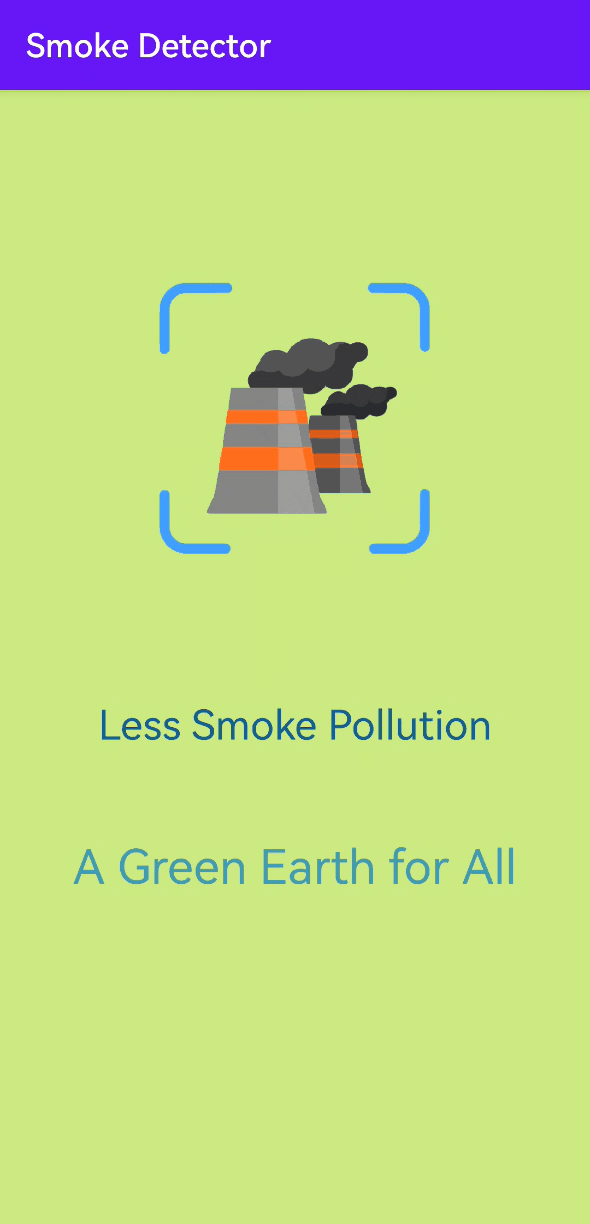 Smoke Detector
Less Smoke Pollution
A Green Earth for All